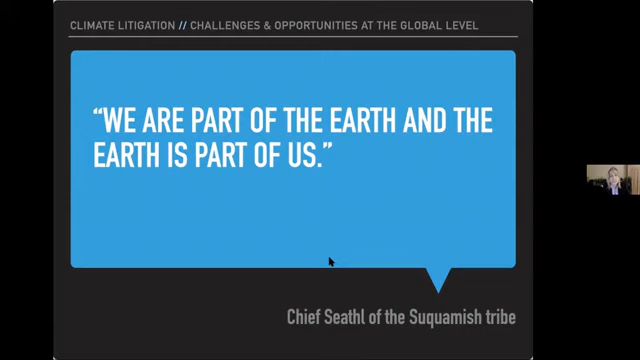 CLIMATE LITIGATION // CHALLENGES & OPPORTUNITIES AT THE GLOBAL LEVEL
“WE ARE PART OF THE EARTH AND THE
EARTH IS PART OF US.”
Chief Seathl of the Suquamish tribe